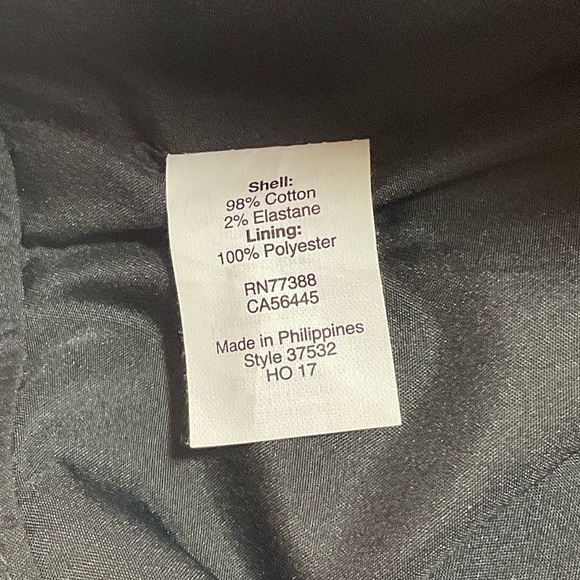 Shell:
98% Cotton
2% Elastane
Lining:
100% Polyester
RN77388
CA56445
Made in Philippines
Style 37532
HO 17